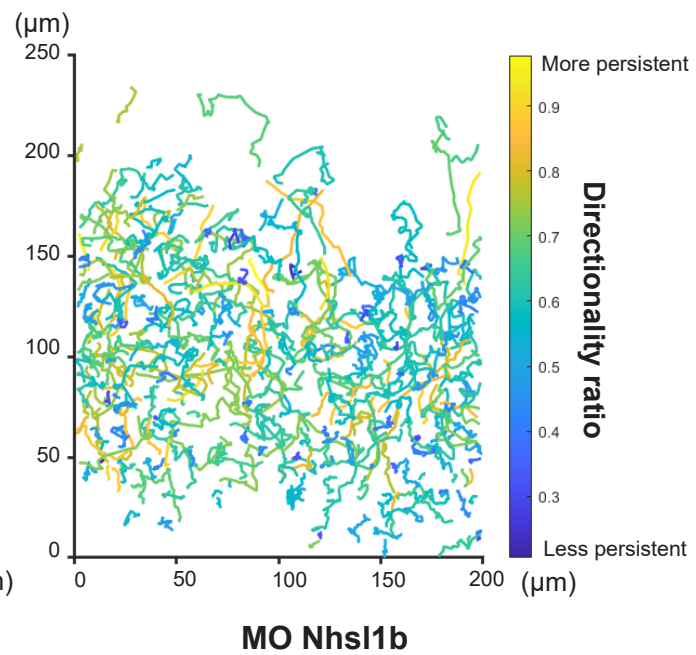 (μm)
250
200
150
100
50
0
0 50 100 150 200 (μm)
MO Nhsl1b
More persistent
0.9
0.8
0.7
0.6
0.5
0.4
0.3
Less persistent
Directionality ratio